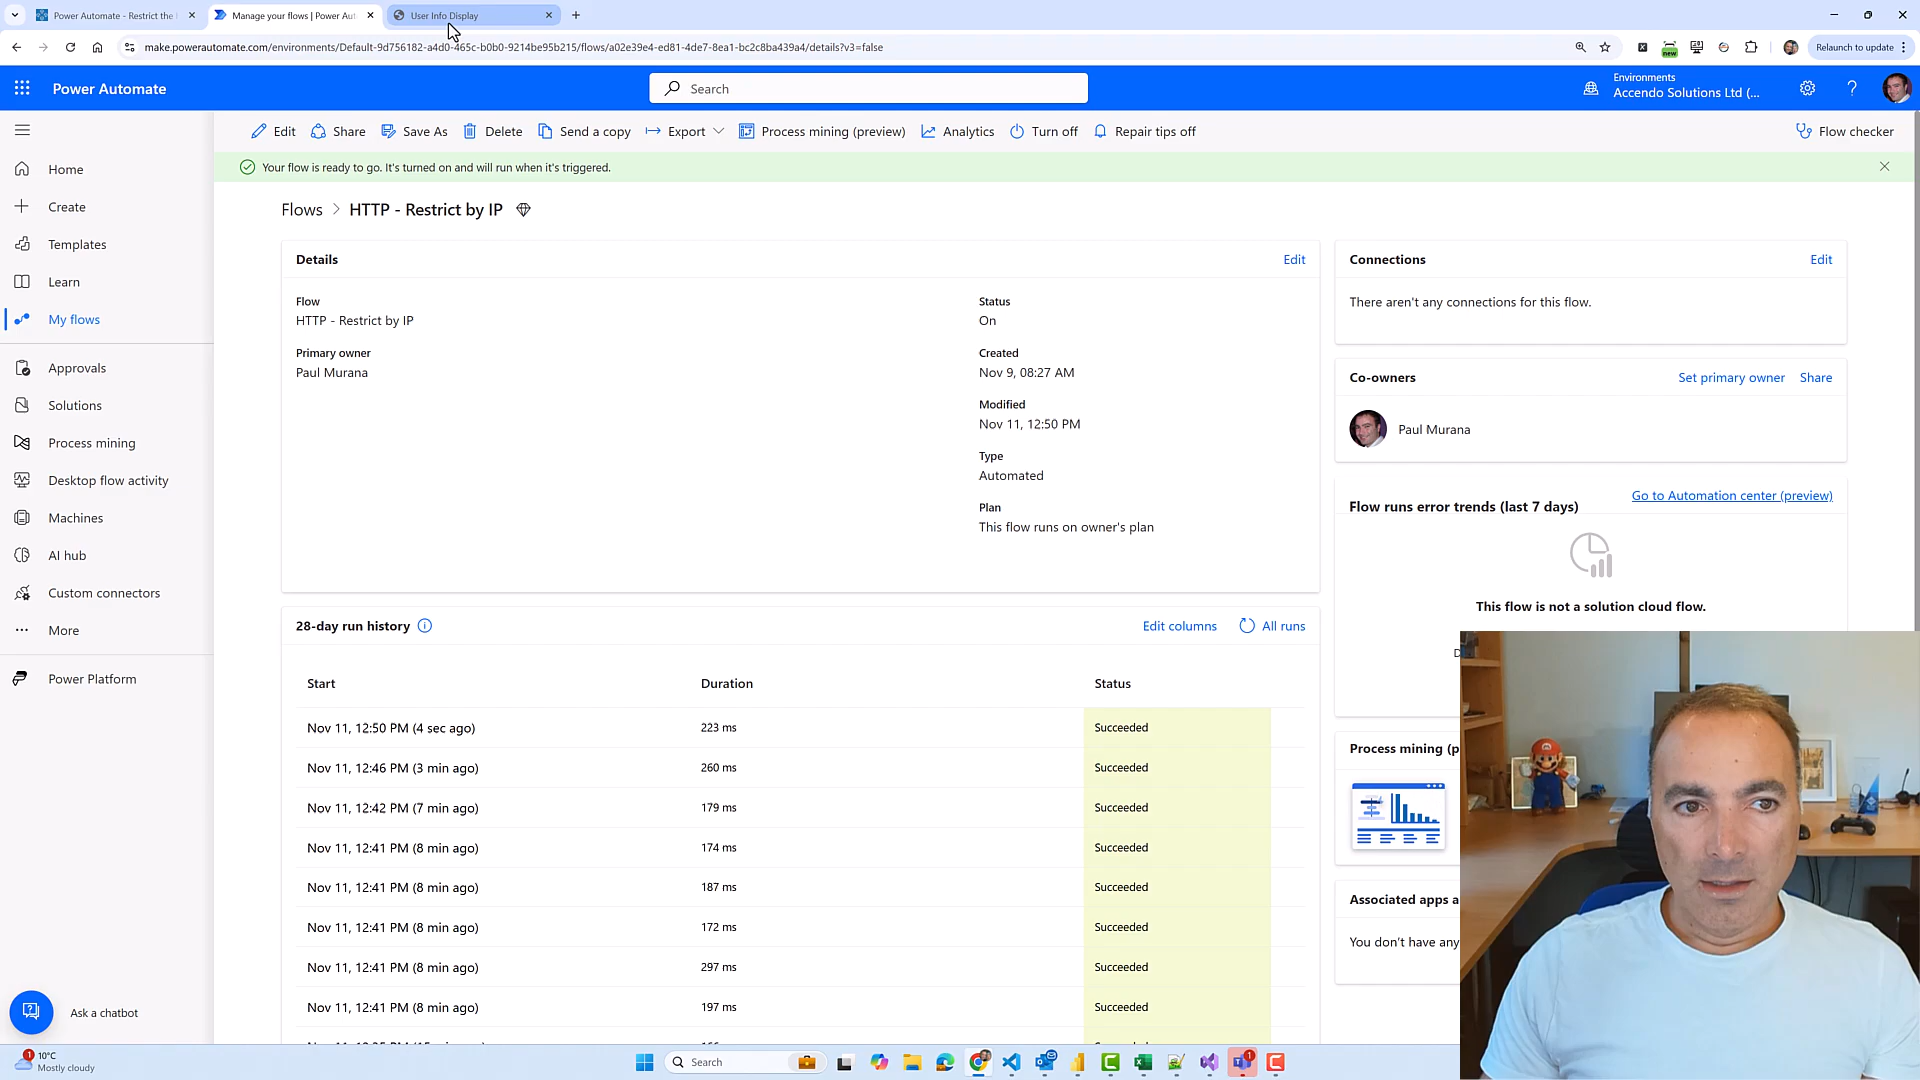 Power Automate - Restrict the
Manage your flows | Power Aut
User Info Display
make.powerautomate.com/environments/Default-9d756182-a4d0-465c-b0b0-9214be95b215/flows/a02e39e4-ed81-4de7-8ea1-bc2c8ba439a4/details?v3=false
new
Relaunch to update
Power Automate
Search
Environments
Accendo Solutions Ltd (...
Edit
Share
Save As
Delete
Send a copy
Export
Process mining (preview)
Analytics
Turn off
Repair tips off
Flow checker
Your flow is ready to go. It's turned on and will run when it's triggered.
Home
Create
Templates
Learn
My flows
Approvals
Solutions
Process mining
Desktop flow activity
Machines
AI hub
Custom connectors
More
Power Platform
Ask a chatbot
Flows > HTTP - Restrict by IP
Details
Edit
Flow
HTTP - Restrict by IP
Primary owner
Paul Murana
Status
On
Created
Nov 9, 08:27 AM
Modified
Nov 11, 12:50 PM
Type
Automated
Plan
This flow runs on owner's plan
28-day run history
Edit columns
All runs
Start Duration Status
Nov 11, 12:50 PM (4 sec ago) 223 ms Succeeded
Nov 11, 12:46 PM (3 min ago) 260 ms Succeeded
Nov 11, 12:42 PM (7 min ago) 179 ms Succeeded
Nov 11, 12:41 PM (8 min ago) 174 ms Succeeded
Nov 11, 12:41 PM (8 min ago) 187 ms Succeeded
Nov 11, 12:41 PM (8 min ago) 172 ms Succeeded
Nov 11, 12:41 PM (8 min ago) 297 ms Succeeded
Nov 11, 12:41 PM (8 min ago) 197 ms Succeeded
Connections
Edit
There aren't any connections for this flow.
Co-owners
Set primary owner
Share
Paul Murana
Flow runs error trends (last 7 days)
Go to Automation center (preview)
This flow is not a solution cloud flow.
Process mining (p
Associated apps a
You don't have any
1
10°C
Mostly cloudy
Search
1